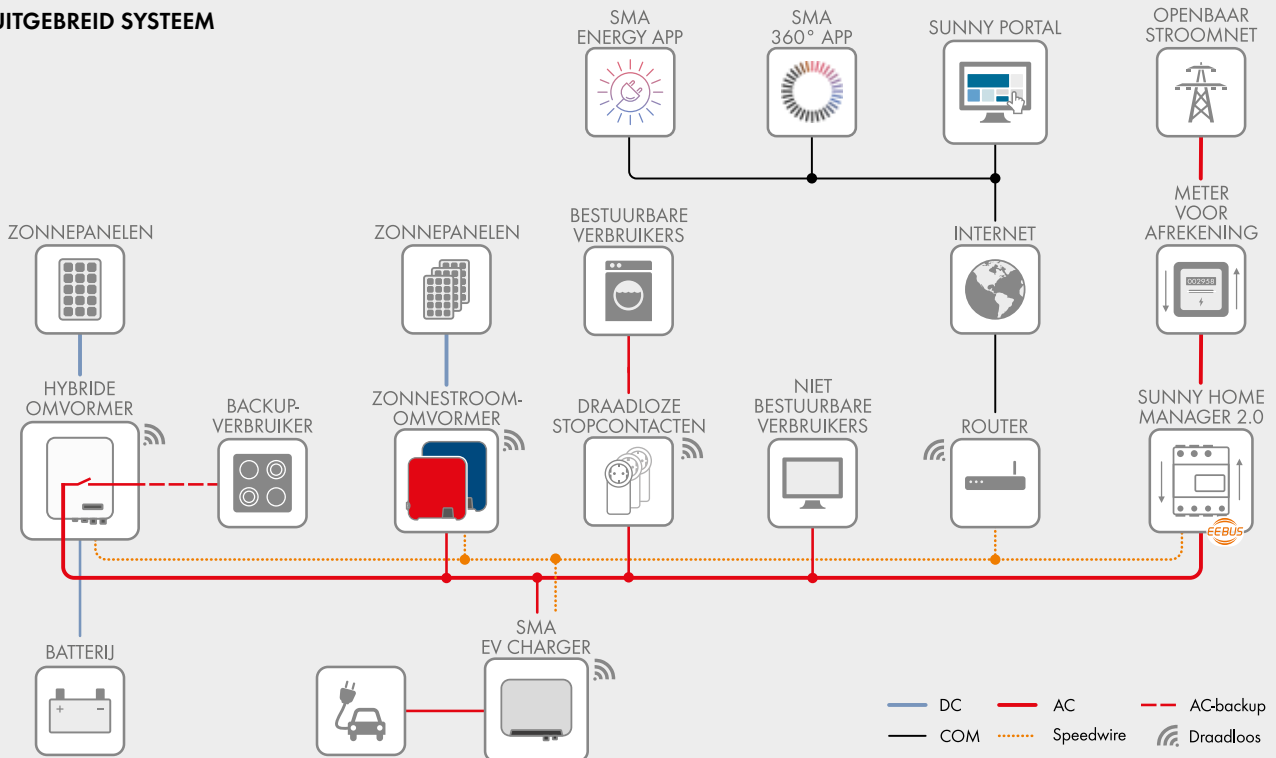 UITGEBREID SYSTEEM
SMA
ENERGY APP
SMA
360° APP
SUNNY PORTAL
OPENBAAR
STROOMNET
ZONNEPANELEN
ZONNEPANELEN
BESTUURBARE
VERBRUIKERS
INTERNET
METER
VOOR
AFREKENING
002958
HYBRIDE
OMVORMER
BACKUP-
VERBRUIKER
ZONNESTROOM-
OMVORMER
DRAADLOZE
STOPCONTACTEN
NIET
BESTUURBARE
VERBRUIKERS
ROUTER
SUNNY HOME
MANAGER 2.0
EEBUS
BATTERIJ
+ −
SMA
EV CHARGER
DC
AC
AC-backup
COM
Speedwire
Draadloos